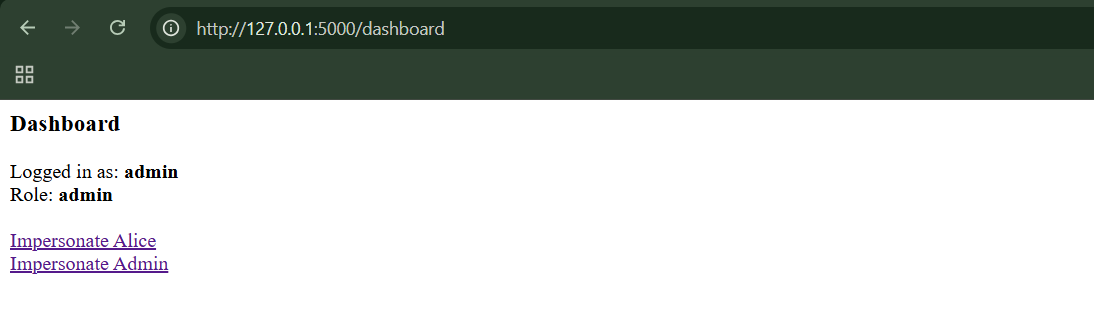 http://127.0.0.1:5000/dashboard
Dashboard
Logged in as: admin
Role: admin
Impersonate Alice
Impersonate Admin